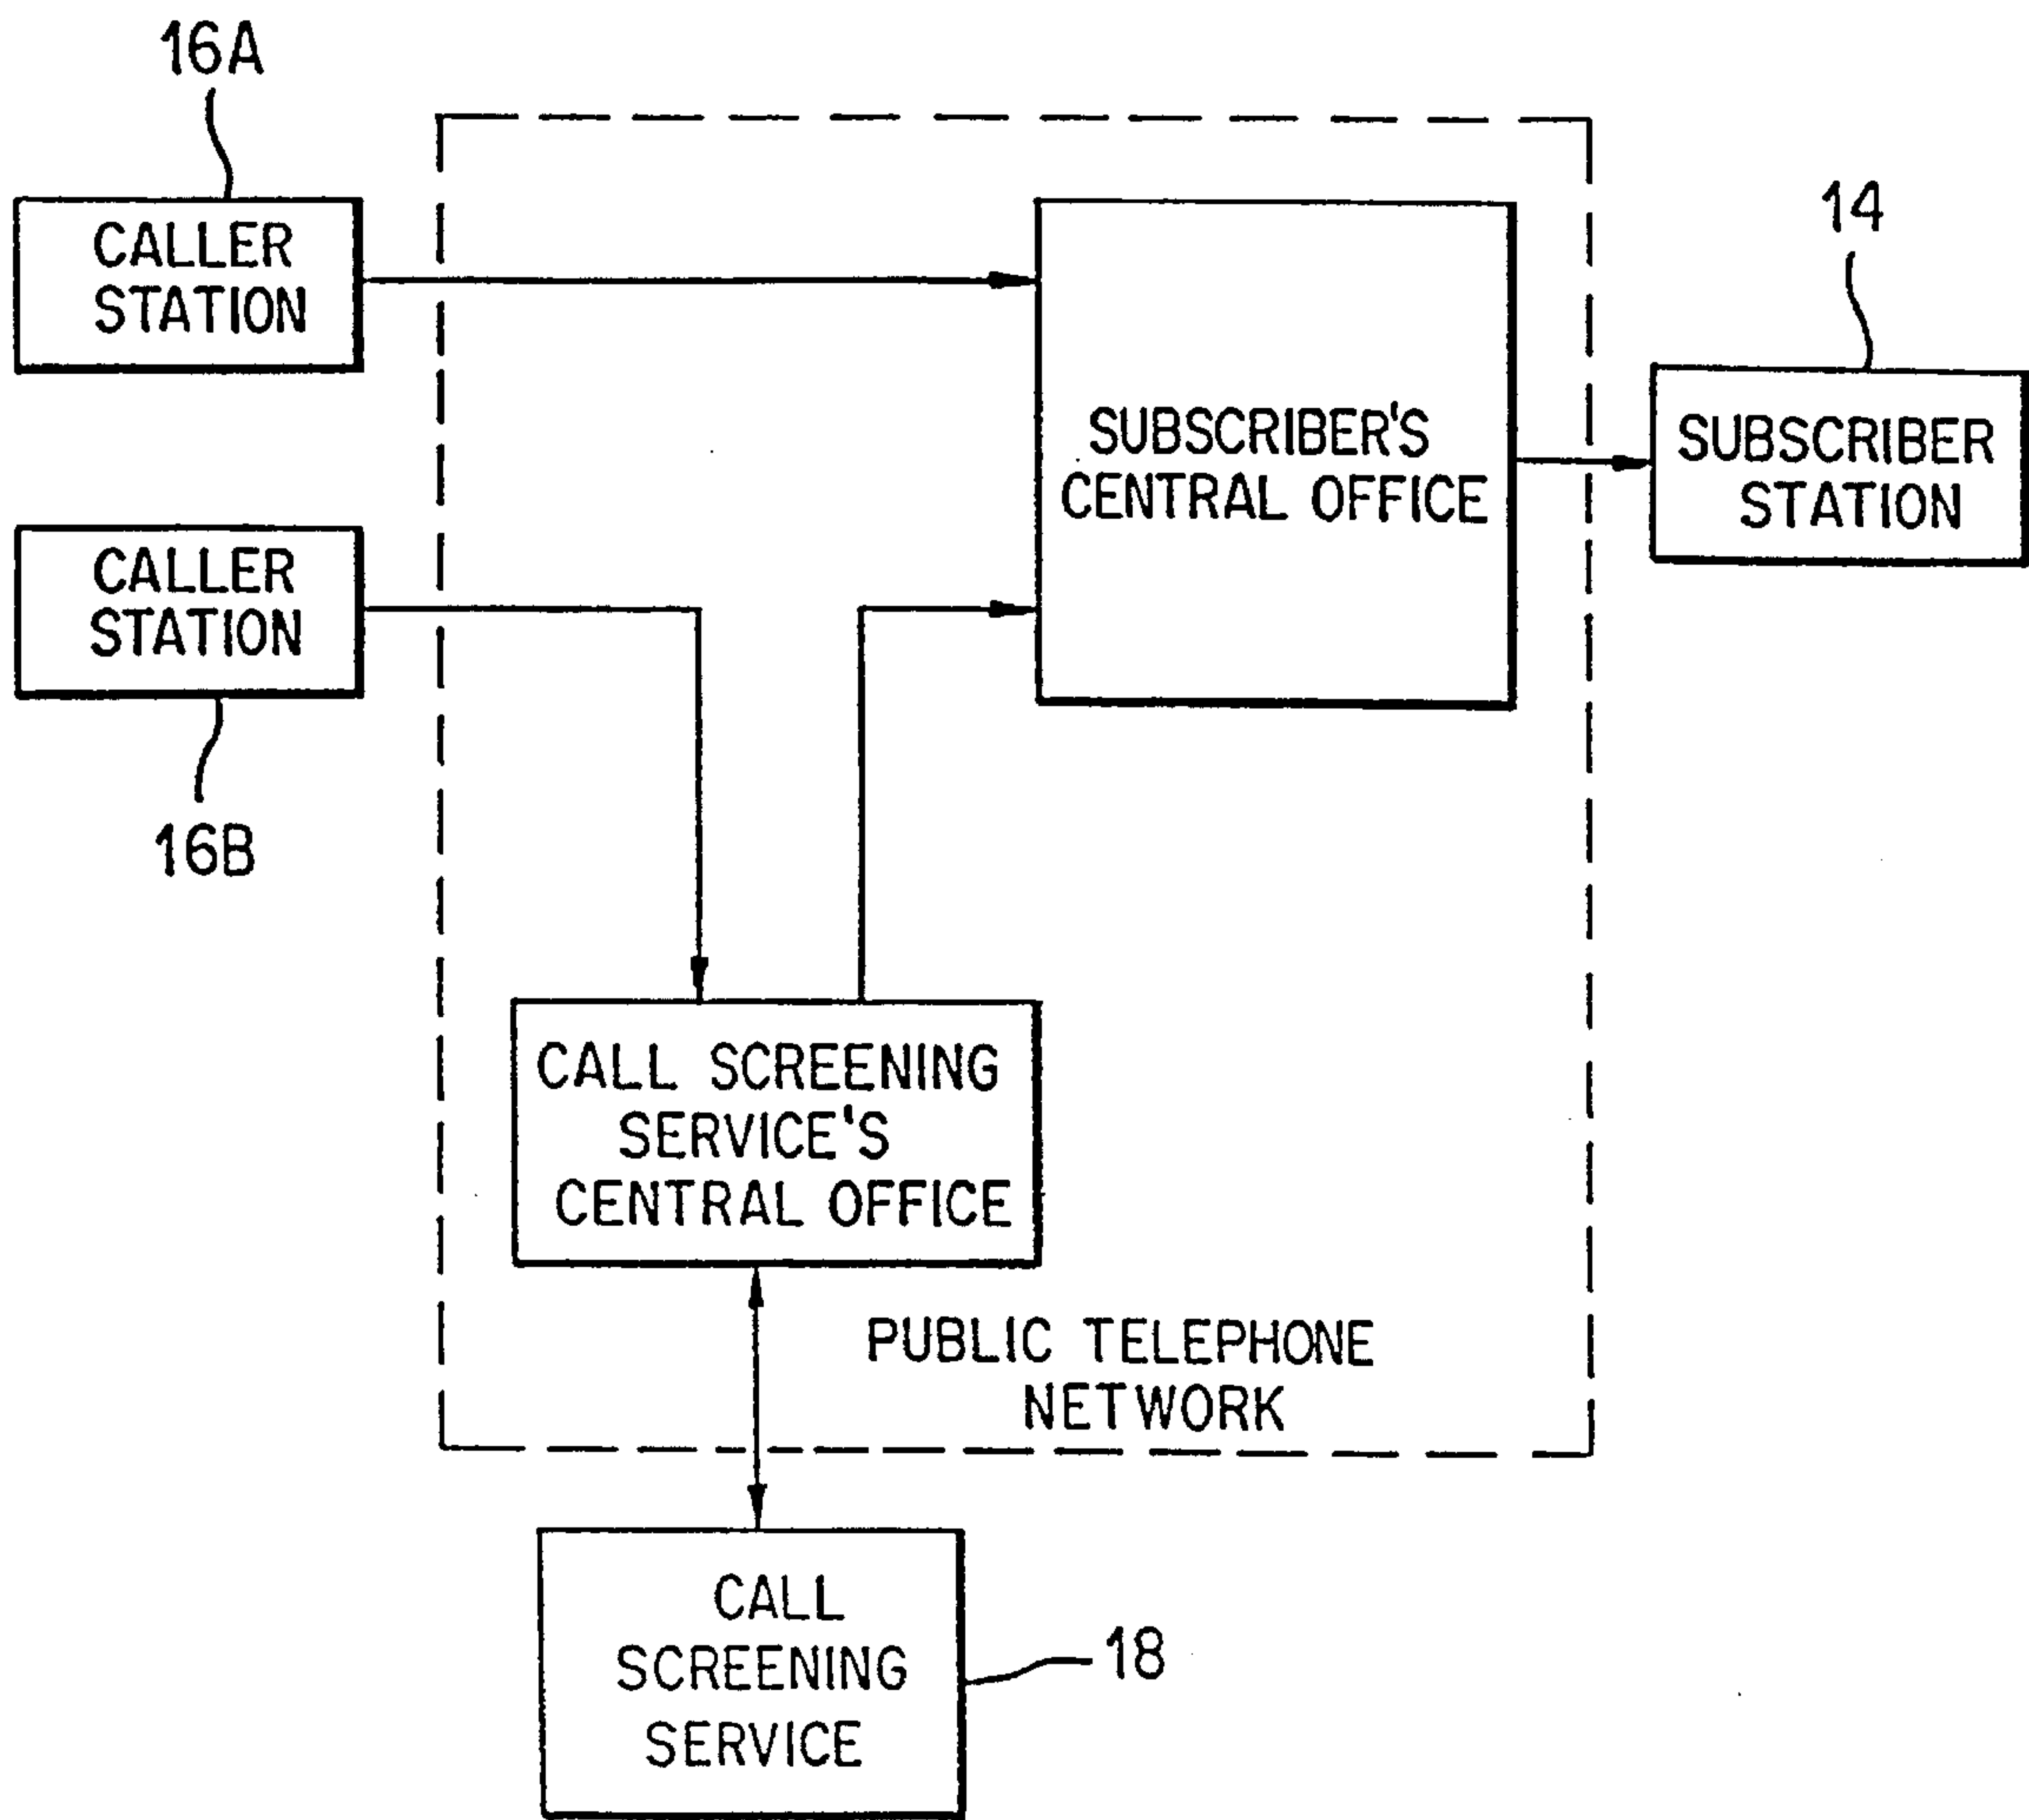 16A
CALLER
STATION
14
SUBSCRIBER'S
CENTRAL OFFICE
SUBSCRIBER
STATION
CALLER
STATION
16B
CALL SCREENING
SERVICE'S
CENTRAL OFFICE
PUBLIC TELEPHONE
NETWORK
CALL
SCREENING
SERVICE
18